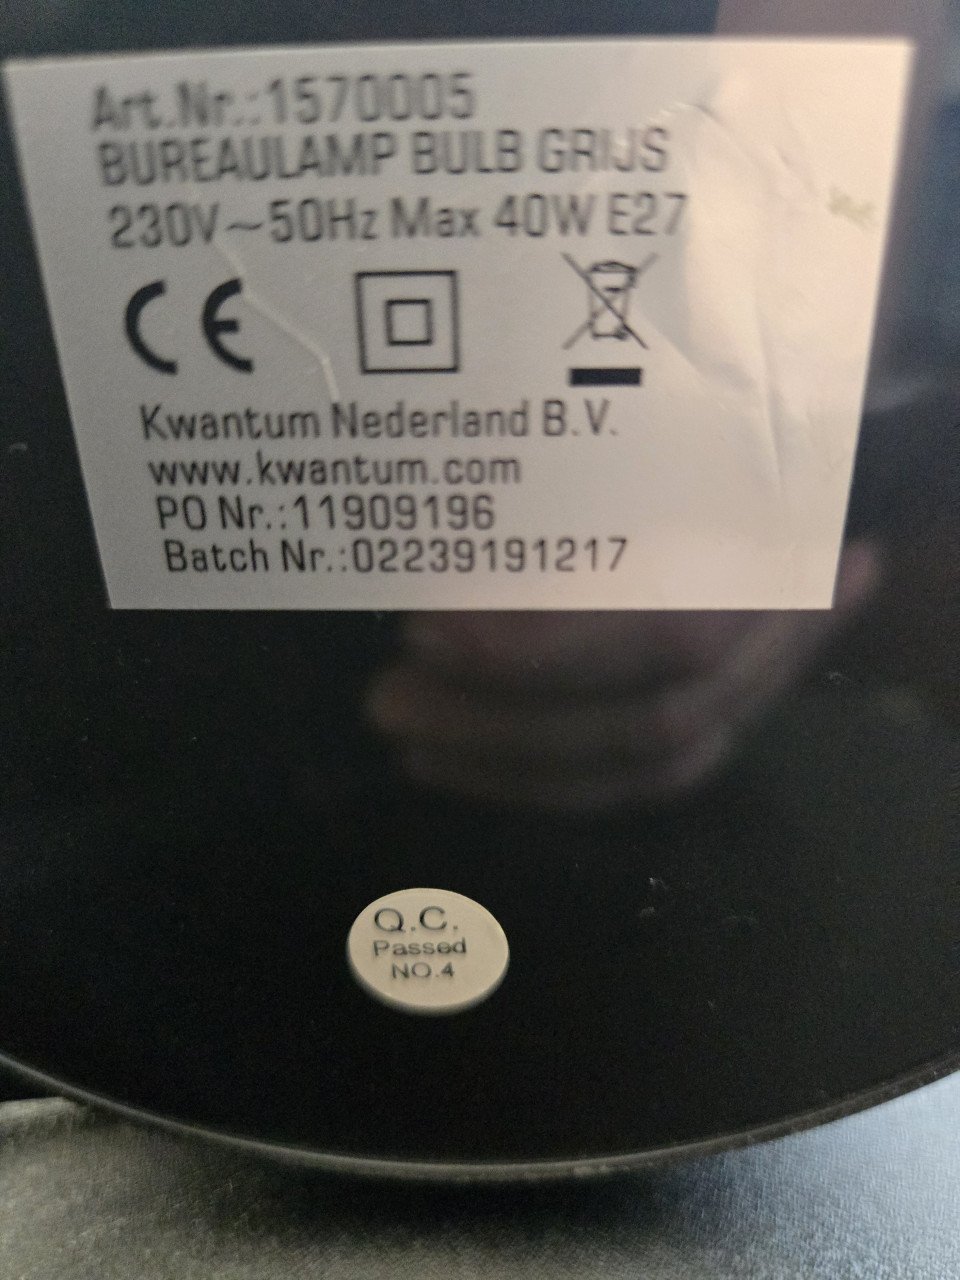 Art.Nr.:1570005
BUREAULAMP BULB GRIJS
230V~50Hz Max 40W E27
CE
Kwantum Nederland B.V.
www.kwantum.com
PO Nr.:11909196
Batch Nr.:02239191217
Q.C.
Passed
NO.4